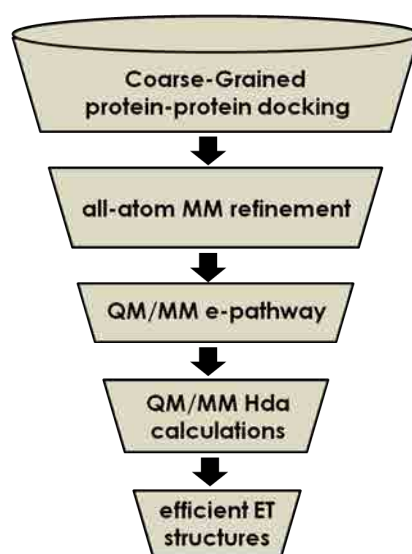 Coarse-Grained
protein-protein docking
all-atom MM refinement
QM/MM e-pathway
QM/MM Hda
calculations
efficient ET
structures